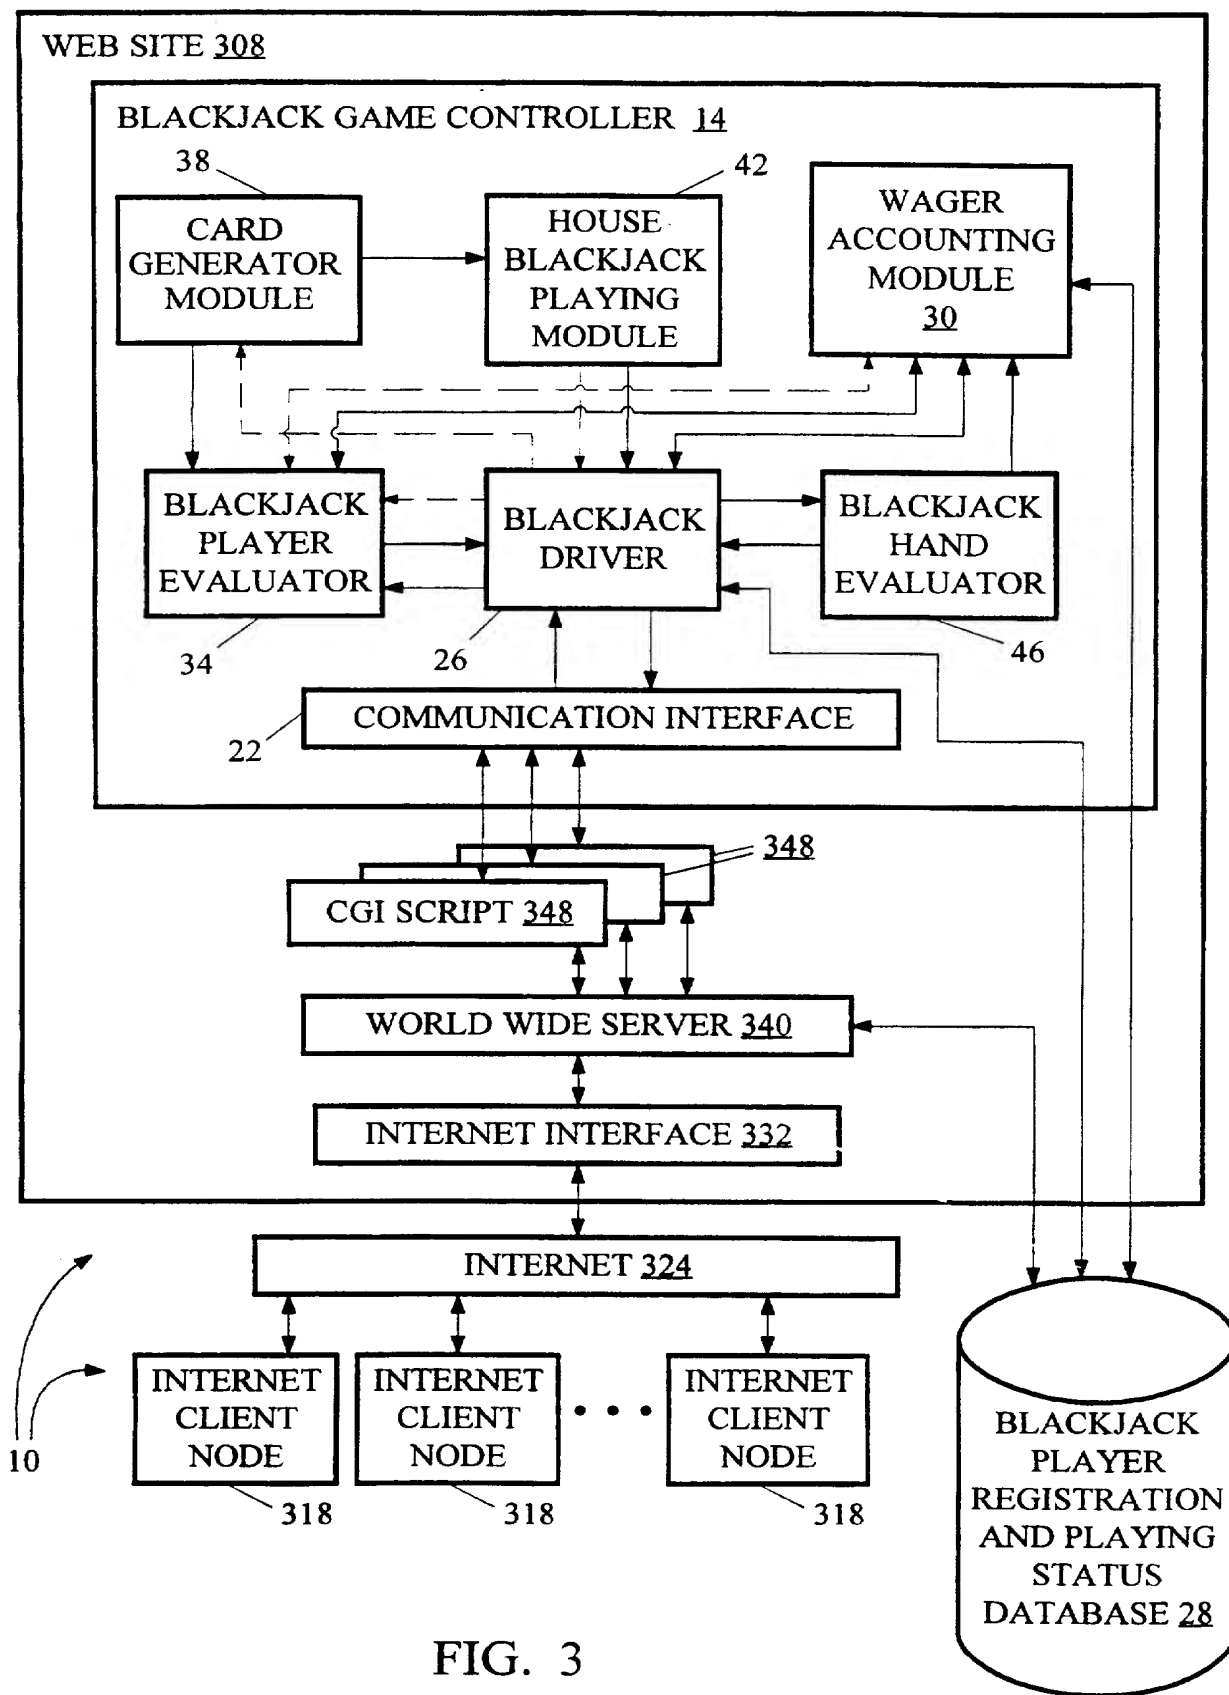 WEB SITE 308
BLACKJACK GAME CONTROLLER 14
38
CARD
GENERATOR
MODULE
42
HOUSE
BLACKJACK
PLAYING
MODULE
WAGER
ACCOUNTING
MODULE
30
BLACKJACK
PLAYER
EVALUATOR
34
BLACKJACK
DRIVER
26
BLACKJACK
HAND
EVALUATOR
46
COMMUNICATION INTERFACE
22
348
CGI SCRIPT 348
WORLD WIDE SERVER 340
INTERNET INTERFACE 332
INTERNET 324
10
INTERNET
CLIENT
NODE
318
INTERNET
CLIENT
NODE
318
INTERNET
CLIENT
NODE
318
BLACKJACK
PLAYER
REGISTRATION
AND PLAYING
STATUS
DATABASE 28
FIG. 3